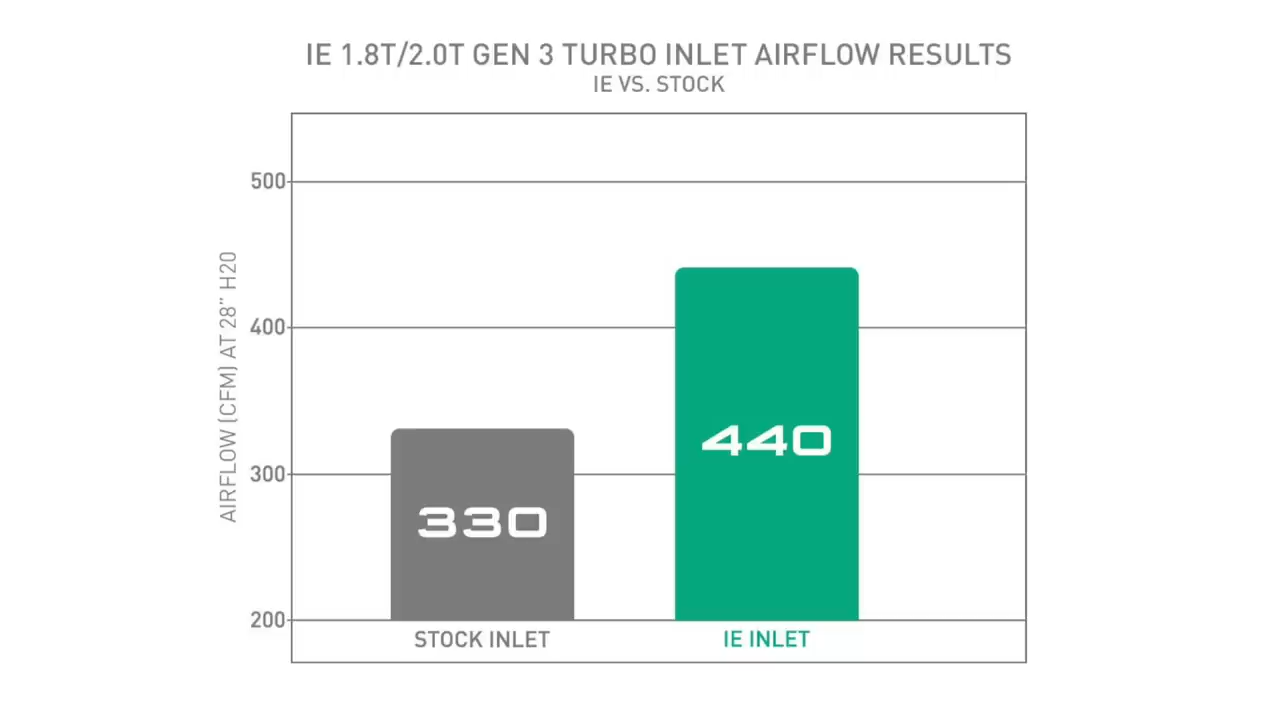 IE 1.8T/2.0T GEN 3 TURBO INLET AIRFLOW RESULTS
IE VS. STOCK
AIRFLOW (CFM) AT 28” H20
500
400
300
200
330
440
STOCK INLET
IE INLET